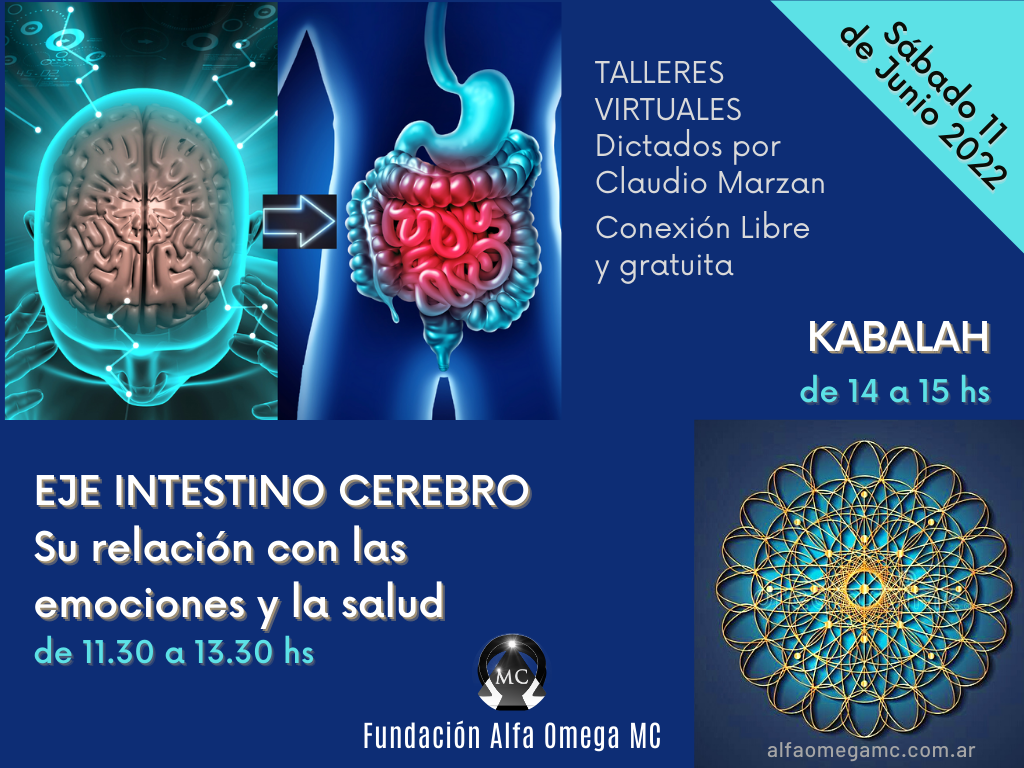 Sábado 11
de Junio 2022
TALLERES
VIRTUALES
Dictados por
Claudio Marzan
Conexión Libre
y gratuita
KABALAH
de 14 a 15 hs
EJE INTESTINO CEREBRO
Su relación con las
emociones y la salud
de 11.30 a 13.30 hs
MC
Fundación Alfa Omega MC
alfaomegamc.com.ar